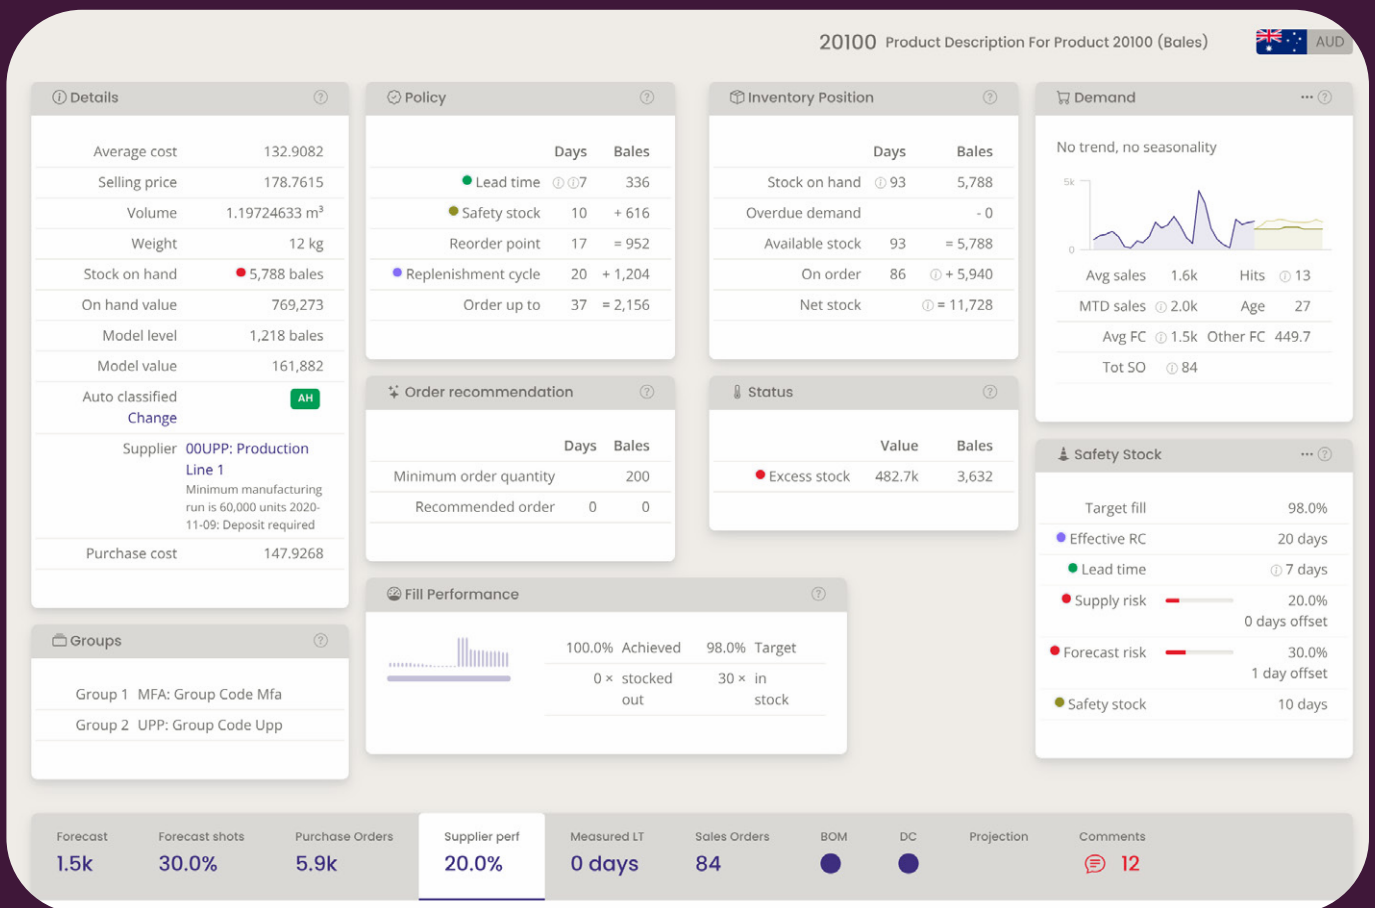 20100 Product Description For Product 20100 (Bales)
AUD
Details
Average cost 132.9082
Selling price 178.7615
Volume 1.19724633 m³
Weight 12 kg
Stock on hand 5,788 bales
On hand value 769,273
Model level 1,218 bales
Model value 161,882
Auto classified AH
Change
Supplier 00UPP: Production
Line 1
Minimum manufacturing
run is 60,000 units 2020-
11-09: Deposit required
Purchase cost 147.9268
Groups
Group 1 MFA: Group Code Mfa
Group 2 UPP: Group Code Upp
Policy
Days Bales
Lead time 7 336
Safety stock 10 + 616
Reorder point 17 = 952
Replenishment cycle 20 + 1,204
Order up to 37 = 2,156
Order recommendation
Days Bales
Minimum order quantity 200
Recommended order 0 0
Fill Performance
100.0% Achieved 98.0% Target
0 × stocked 30 × in
out stock
Inventory Position
Days Bales
Stock on hand 93 5,788
Overdue demand - 0
Available stock 93 = 5,788
On order 86 + 5,940
Net stock = 11,728
Status
Value Bales
Excess stock 482.7k 3,632
Demand
No trend, no seasonality
5k
0
Avg sales 1.6k Hits 13
MTD sales 2.0k Age 27
Avg FC 1.5k Other FC 449.7
Tot SO 84
Safety Stock
Target fill 98.0%
Effective RC 20 days
Lead time 7 days
Supply risk 20.0%
0 days offset
Forecast risk 30.0%
1 day offset
Safety stock 10 days
Forecast Forecast shots Purchase Orders Supplier perf Measured LT Sales Orders BOM DC Projection Comments
1.5k 30.0% 5.9k 20.0% 0 days 84 12